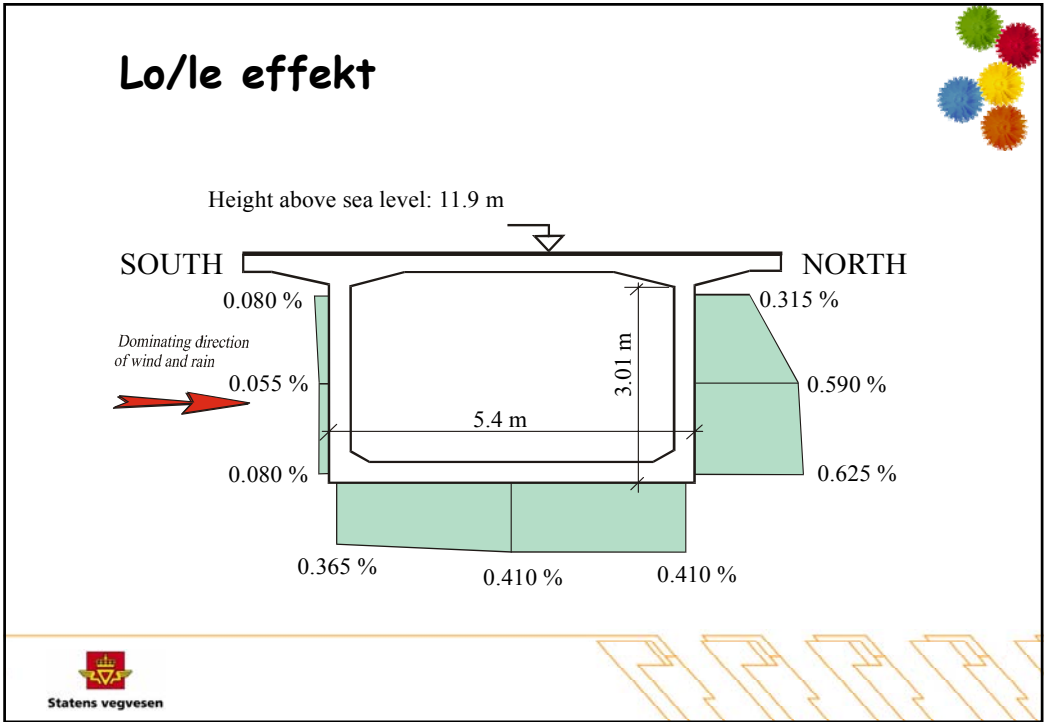 Lo/le effekt
Height above sea level: 11.9 m
SOUTH
NORTH
0.080 %
0.315 %
Dominating direction
of wind and rain
3.01 m
0.055 %
0.590 %
5.4 m
0.080 %
0.625 %
0.365 %
0.410 %
0.410 %
Statens vegvesen